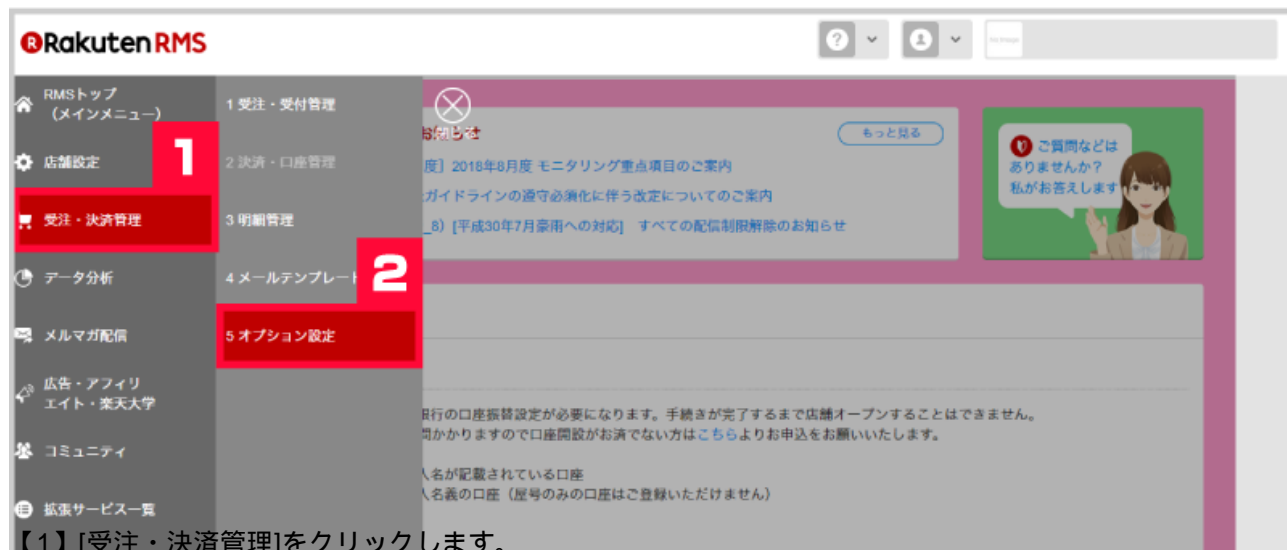 Rakuten RMS
RMSトップ
（メインメニュー）
店舗設定
受注・決済管理
データ分析
メルマガ配信
広告・アフィリ
エイト・楽天大学
コミュニティ
拡張サービス一覧
1
1 受注・受付管理
2 決済・口座管理
3 明細管理
4 メールテンプレート
2
5 オプション設定
お知らせ
もっと見る
度］2018年8月度 モニタリング重点項目のご案内
ガイドラインの遵守必須化に伴う改定についてのご案内
_8）[平成30年7月豪雨への対応]　すべての配信制限解除のお知らせ
ご質問などは
ありませんか？
私がお答えします
銀行の口座振替設定が必要になります。手続きが完了するまで店舗オープンすることはできません。
間かかりますので口座開設がお済でない方はこちらよりお申込をお願いいたします。
人名が記載されている口座
人名義の口座（屋号のみの口座はご登録いただけません）
【1】[受注・決済管理]をクリックします。